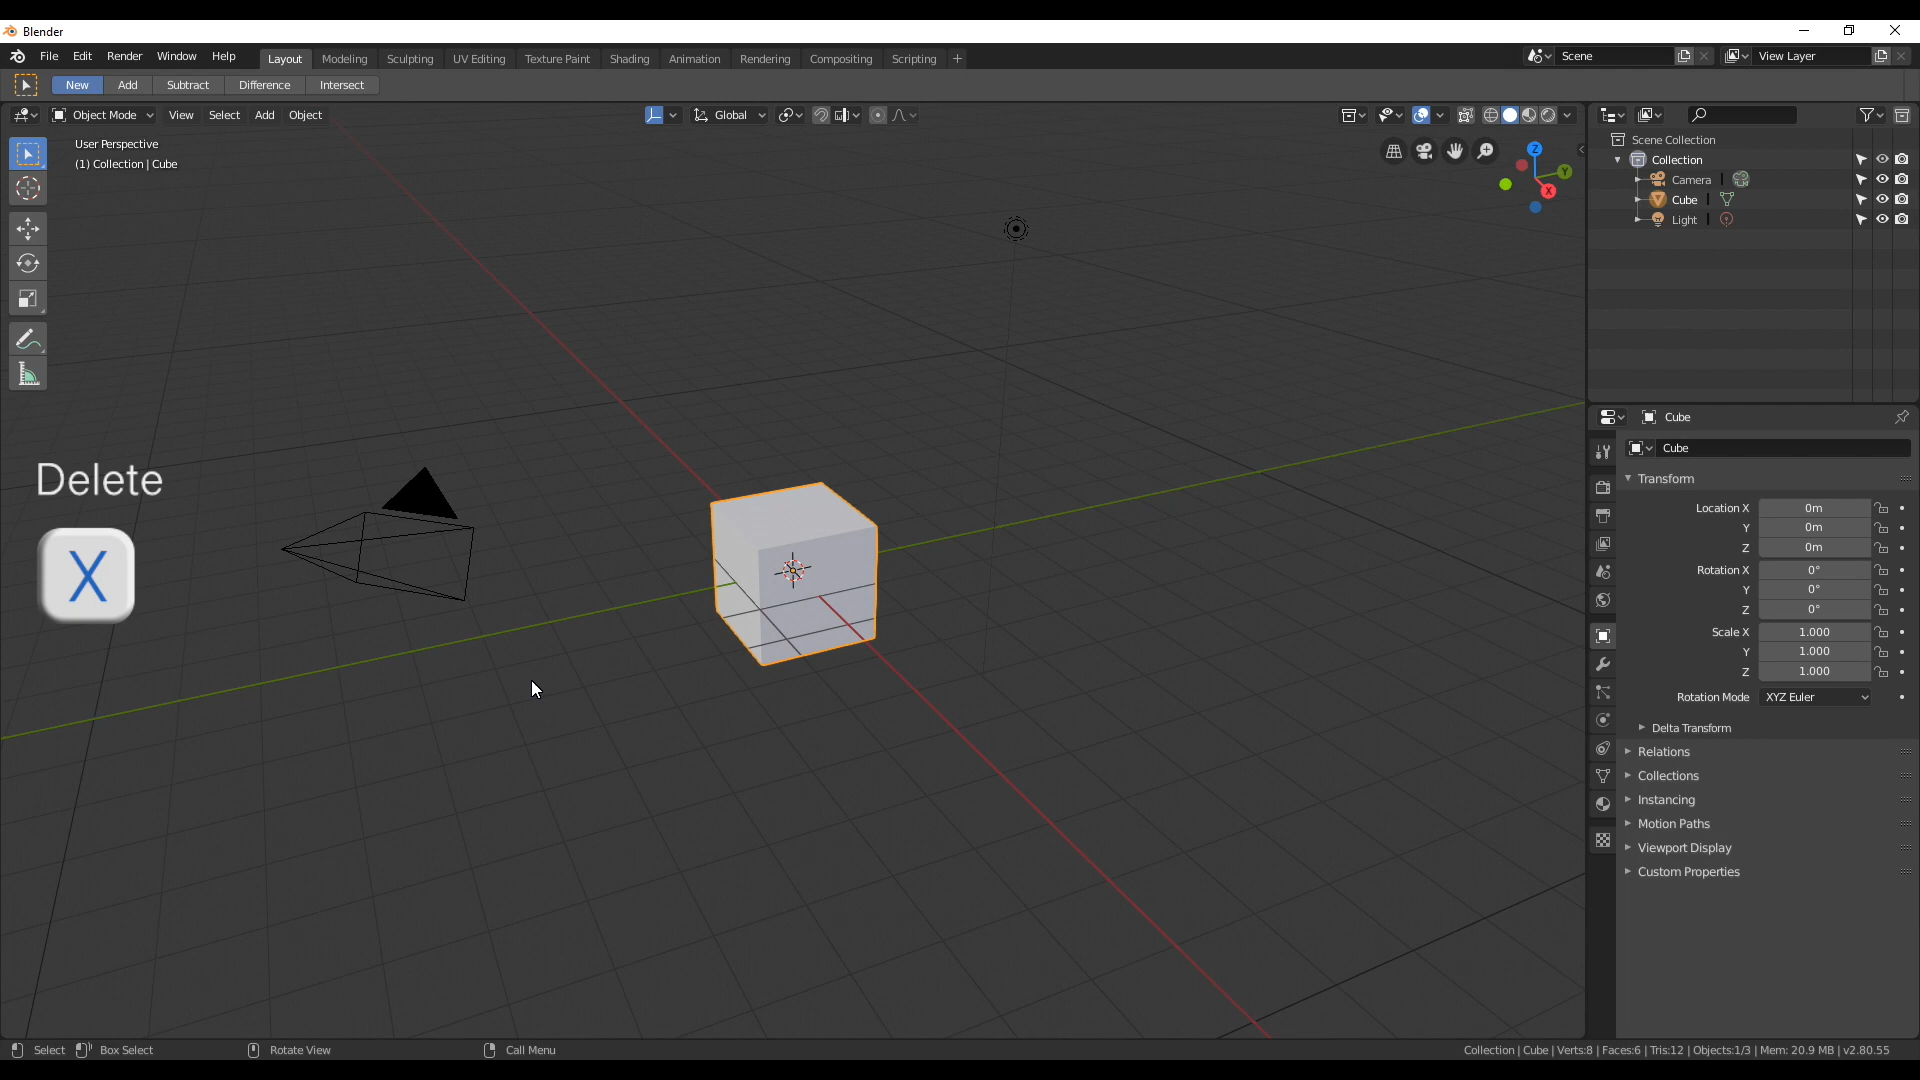 Blender
File Edit Render Window Help Layout Modeling Sculpting UV Editing Texture Paint Shading Animation Rendering Compositing Scripting + Scene View Layer
New Add Subtract Difference Intersect
Object Mode View Select Add Object Global
User Perspective
(1) Collection | Cube
Z
Y
X
Scene Collection
Collection
Camera
Cube
Light
Delete
X
Cube
Cube
Transform
Location X 0m
Y 0m
Z 0m
Rotation X 0°
Y 0°
Z 0°
Scale X 1.000
Y 1.000
Z 1.000
Rotation Mode XYZ Euler
Delta Transform
Relations
Collections
Instancing
Motion Paths
Viewport Display
Custom Properties
Select Box Select Rotate View Call Menu Collection | Cube | Verts:8 | Faces:6 | Tris:12 | Objects:1/3 | Mem: 20.9 MB | v2.80.55